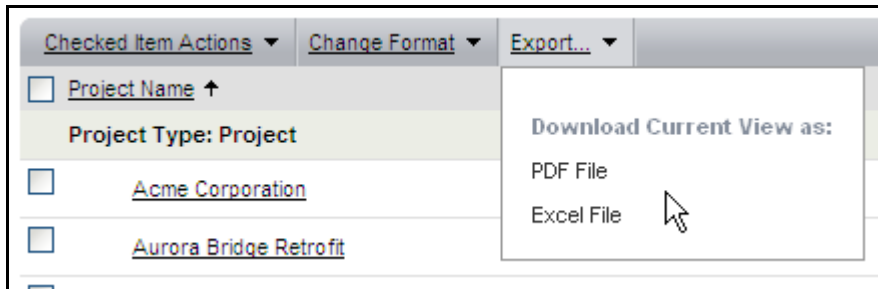 Checked Item Actions Change Format Export...
Project Name
Project Type: Project
Acme Corporation
Aurora Bridge Retrofit
Download Current View as:
PDF File
Excel File